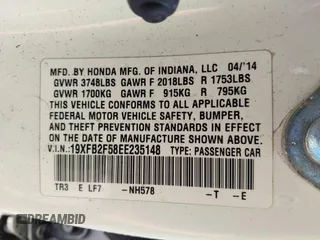 MFD. BY HONDA MFG. OF INDIANA, LLC 04/'14
GVWR 3748LBS GAWR F 2018LBS R 1753LBS
GVWR 1700KG GAWR F 915KG R 795KG
THIS VEHICLE CONFORMS TO ALL APPLICABLE
FEDERAL MOTOR VEHICLE SAFETY, BUMPER,
AND THEFT PREVENTION STANDARDS IN EFFECT
ON THE DATE OF MANUFACTURE SHOWN ABOVE.
V.I.N.: 19XFB2F58EE235148 TYPE: PASSENGER CAR
TR3 E LF7 -NH578 -T -E
© AutoBidMaster